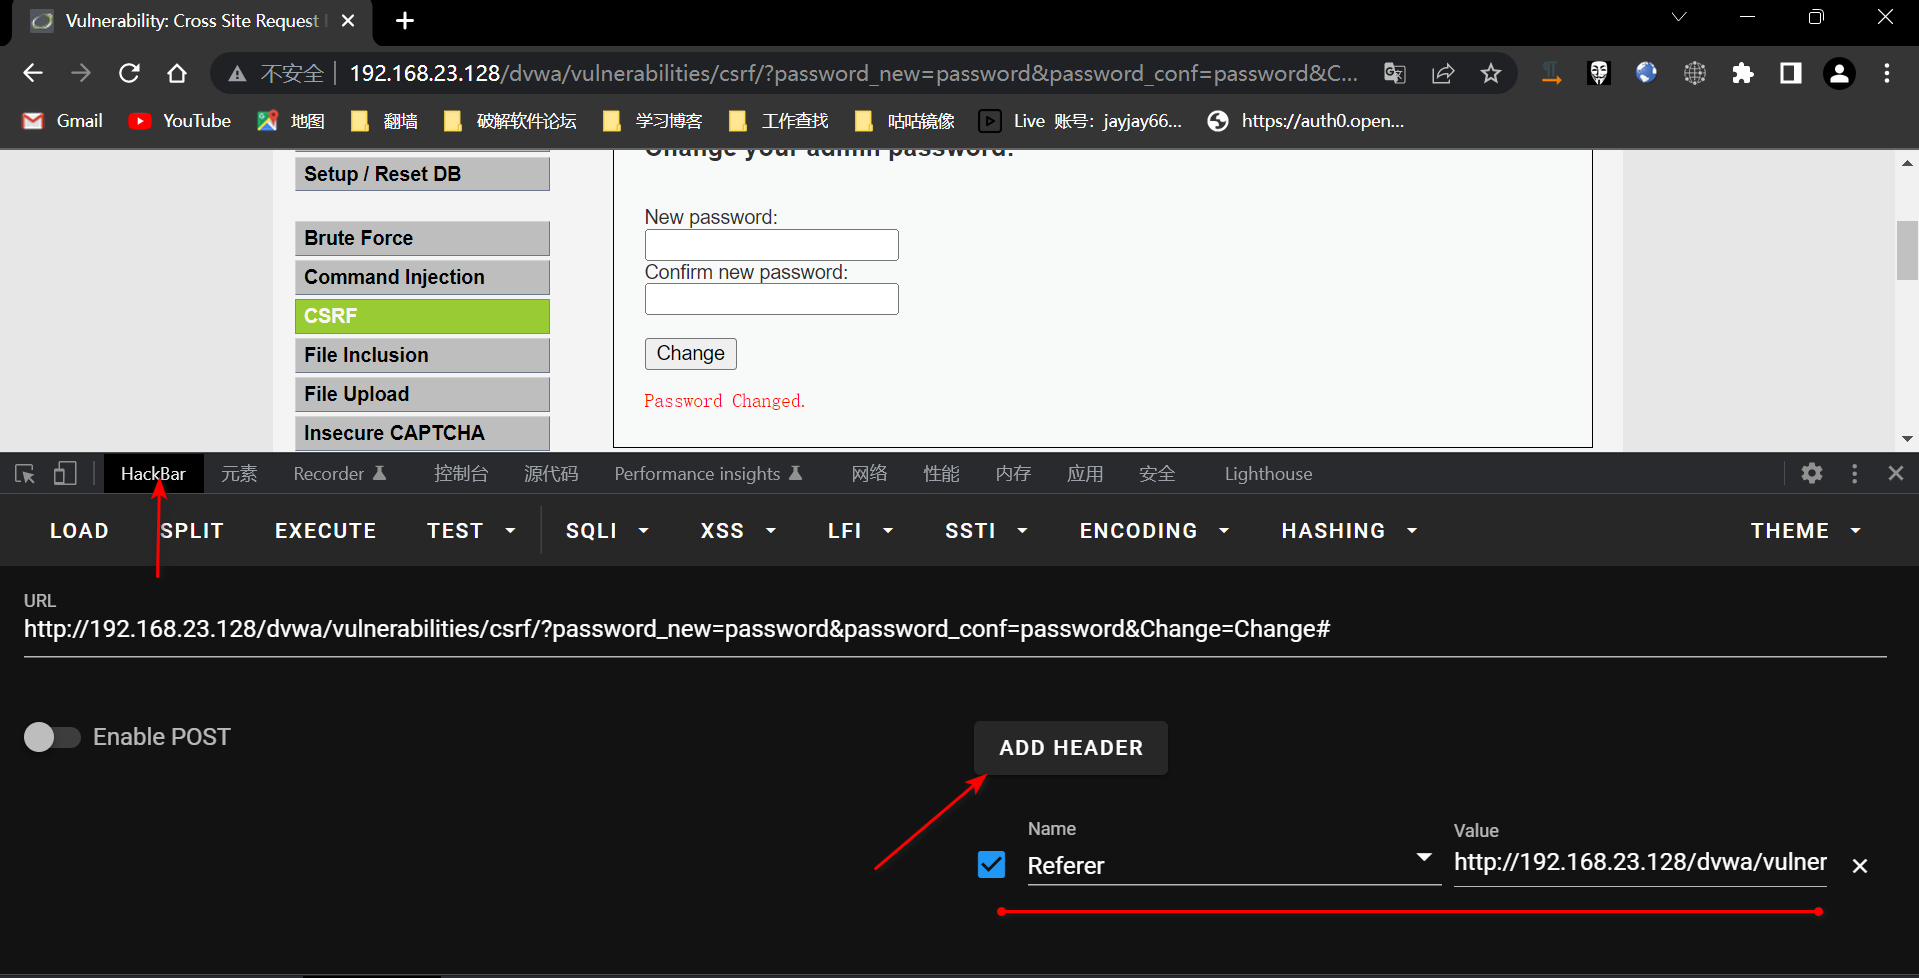 Vulnerability: Cross Site Request
不安全 192.168.23.128/dvwa/vulnerabilities/csrf/?password_new=password&password_conf=password&C...
Gmail YouTube 地图 翻墙 破解软件论坛 学习博客 工作查找 咕咕镜像 Live 账号：jayjay66... https://auth0.open...
Change your admin password:
Setup / Reset DB
New password:
Brute Force
Confirm new password:
Command Injection
CSRF
Change
File Inclusion
File Upload
Password Changed.
Insecure CAPTCHA
HackBar 元素 Recorder 控制台 源代码 Performance insights 网络 性能 内存 应用 安全 Lighthouse
LOAD SPLIT EXECUTE TEST SQLI XSS LFI SSTI ENCODING HASHING THEME
URL
http://192.168.23.128/dvwa/vulnerabilities/csrf/?password_new=password&password_conf=password&Change=Change#
Enable POST
ADD HEADER
Name Value
Referer http://192.168.23.128/dvwa/vulner